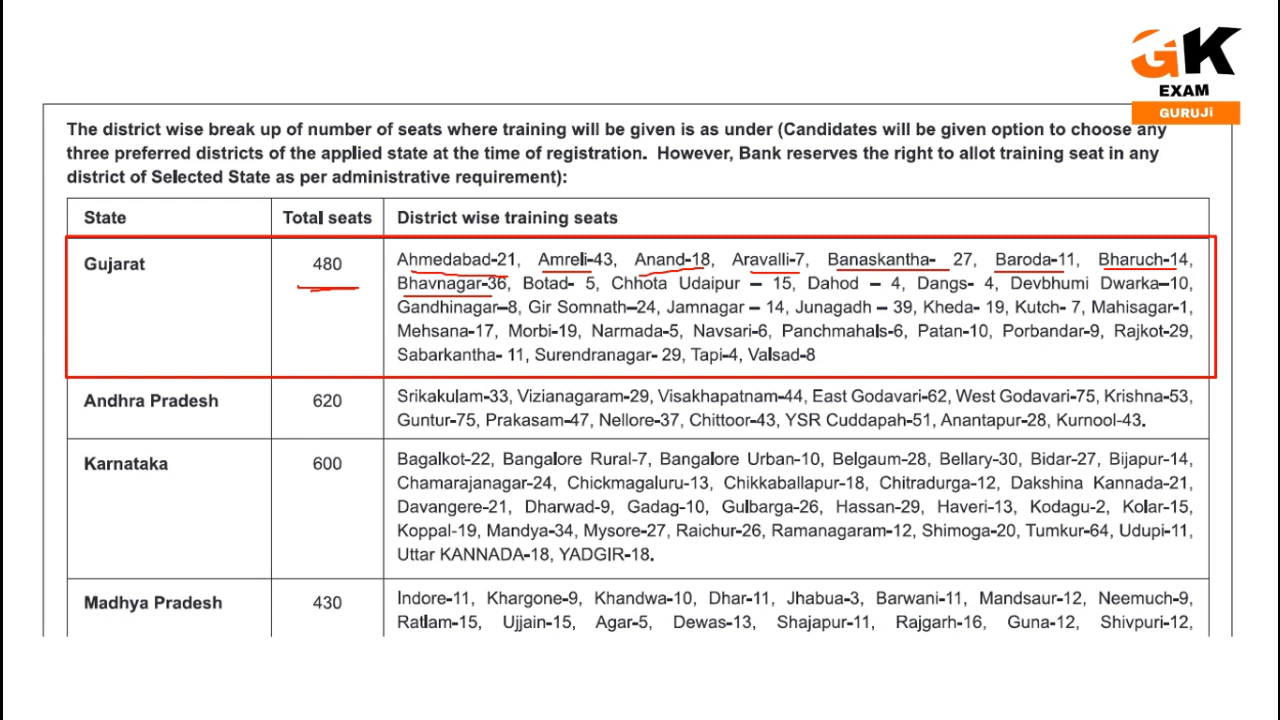 GK
EXAM
GURUJi
The district wise break up of number of seats where training will be given is as under (Candidates will be given option to choose any
three preferred districts of the applied state at the time of registration. However, Bank reserves the right to allot training seat in any
district of Selected State as per administrative requirement):
State Total seats District wise training seats
Gujarat 480 Ahmedabad-21, Amreli-43, Anand-18, Aravalli-7, Banaskantha- 27, Baroda-11, Bharuch-14,
Bhavnagar-36, Botad- 5, Chhota Udaipur – 15, Dahod – 4, Dangs- 4, Devbhumi Dwarka–10,
Gandhinagar–8, Gir Somnath–24, Jamnagar – 14, Junagadh – 39, Kheda- 19, Kutch- 7, Mahisagar-1,
Mehsana-17, Morbi-19, Narmada-5, Navsari-6, Panchmahals-6, Patan-10, Porbandar-9, Rajkot-29,
Sabarkantha- 11, Surendranagar- 29, Tapi-4, Valsad-8
Andhra Pradesh 620 Srikakulam-33, Vizianagaram-29, Visakhapatnam-44, East Godavari-62, West Godavari-75, Krishna-53,
Guntur-75, Prakasam-47, Nellore-37, Chittoor-43, YSR Cuddapah-51, Anantapur-28, Kurnool-43.
Karnataka 600 Bagalkot-22, Bangalore Rural-7, Bangalore Urban-10, Belgaum-28, Bellary-30, Bidar-27, Bijapur-14,
Chamarajanagar-24, Chickmagaluru-13, Chikkaballapur-18, Chitradurga-12, Dakshina Kannada-21,
Davangere-21, Dharwad-9, Gadag-10, Gulbarga-26, Hassan-29, Haveri-13, Kodagu-2, Kolar-15,
Koppal-19, Mandya-34, Mysore-27, Raichur-26, Ramanagaram-12, Shimoga-20, Tumkur-64, Udupi-11,
Uttar KANNADA-18, YADGIR-18.
Madhya Pradesh 430 Indore-11, Khargone-9, Khandwa-10, Dhar-11, Jhabua-3, Barwani-11, Mandsaur-12, Neemuch-9,
Ratlam-15, Ujjain-15, Agar-5, Dewas-13, Shajapur-11, Rajgarh-16, Guna-12, Shivpuri-12,